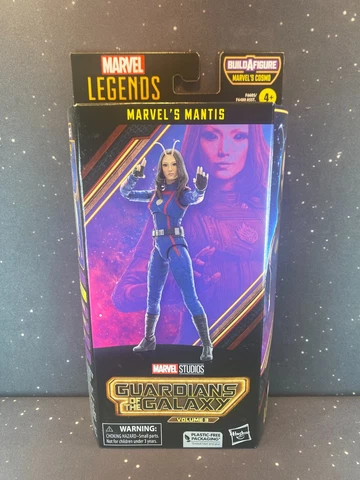 MARVEL
LEGENDS
BUILD A FIGURE
MARVEL'S COSMO
4+
MARVEL'S MANTIS
MARVEL STUDIOS
GUARDIANS
OF THE GALAXY
VOLUME 3
WARNING:
CHOKING HAZARD–Small parts.
Not for children under 3 years.
PLASTIC-FREE
PACKAGING
Hasbro